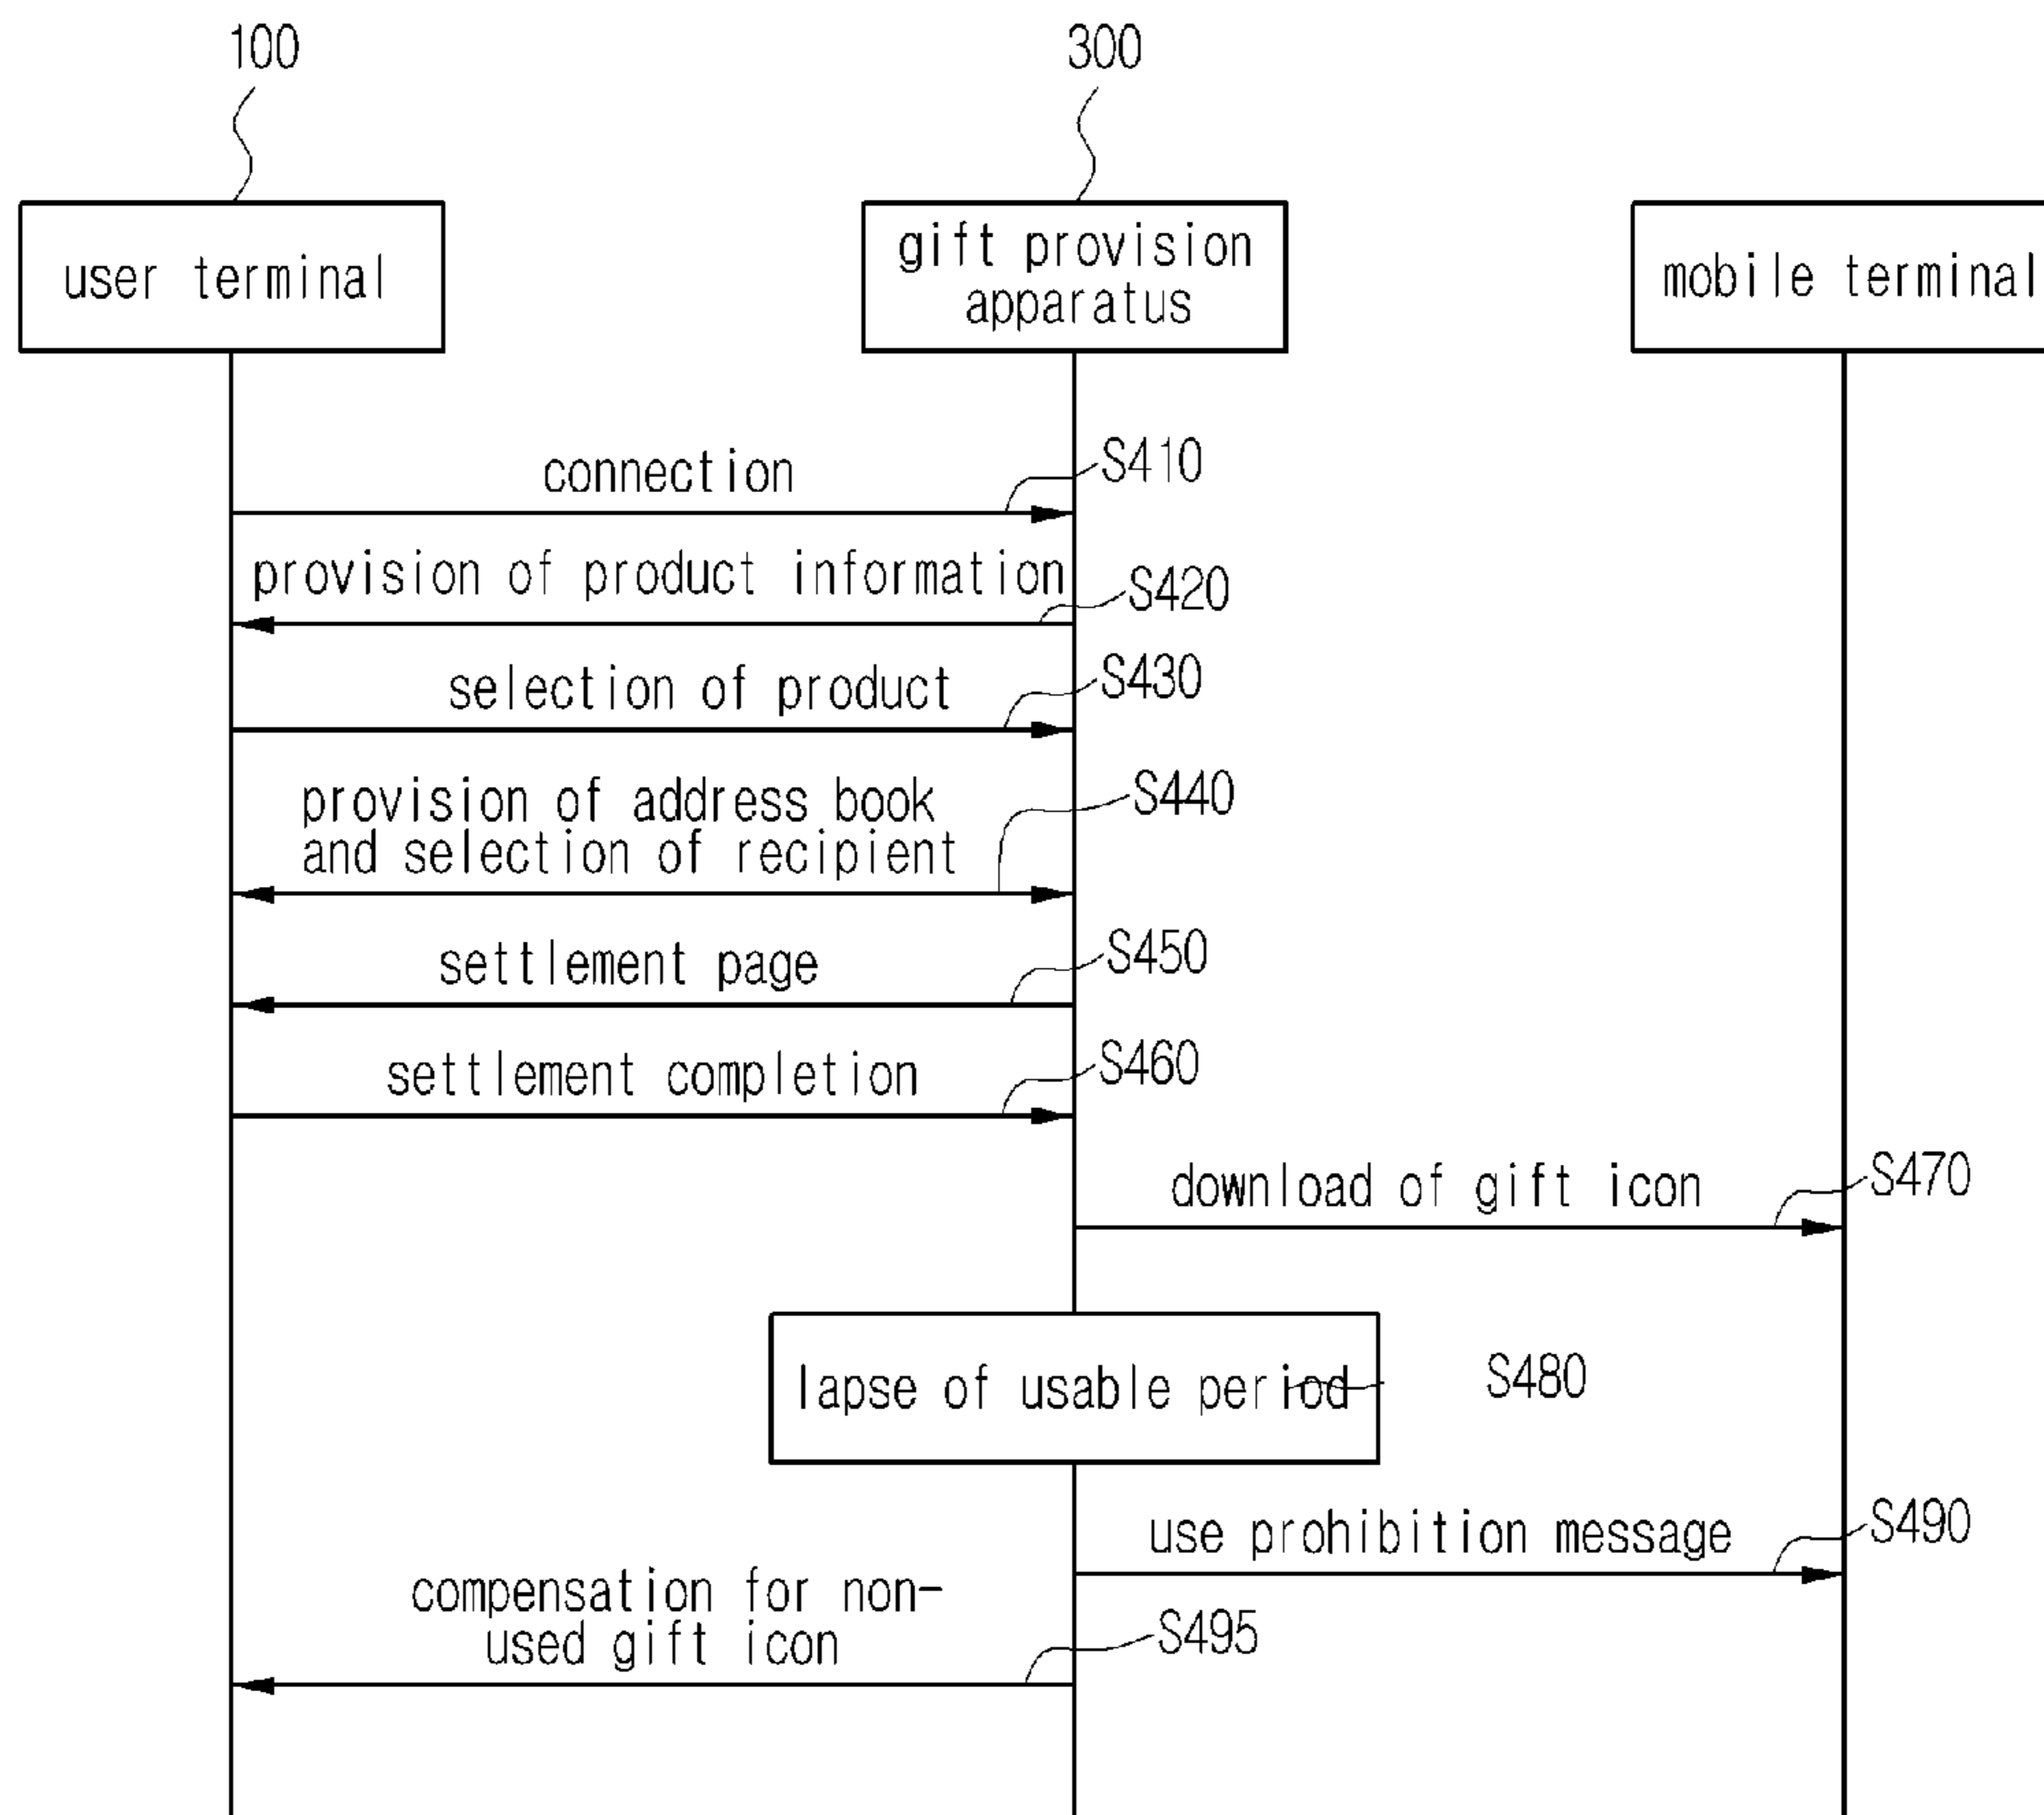 100
300
user terminal
gift provision
apparatus
mobile terminal
connection
S410
provision of product information
S420
selection of product
S430
provision of address book
and selection of recipient
S440
settlement page
S450
settlement completion
S460
download of gift icon
S470
lapse of usable period
S480
use prohibition message
S490
compensation for non-
used gift icon
S495